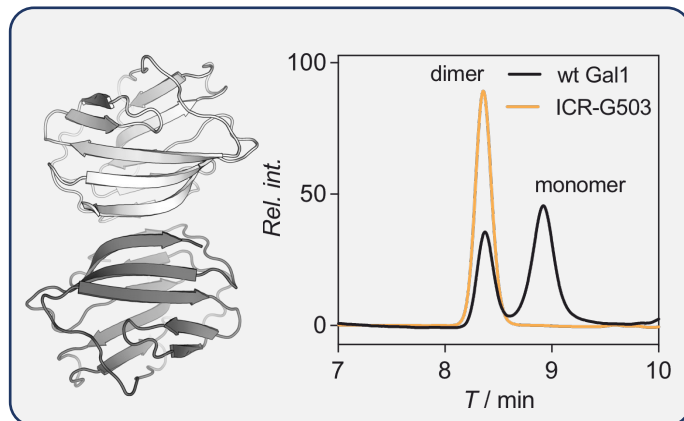 100
dimer
wt Gal1
ICR-G503
monomer
50
0
Rel. int.
7
8
9
10
T / min